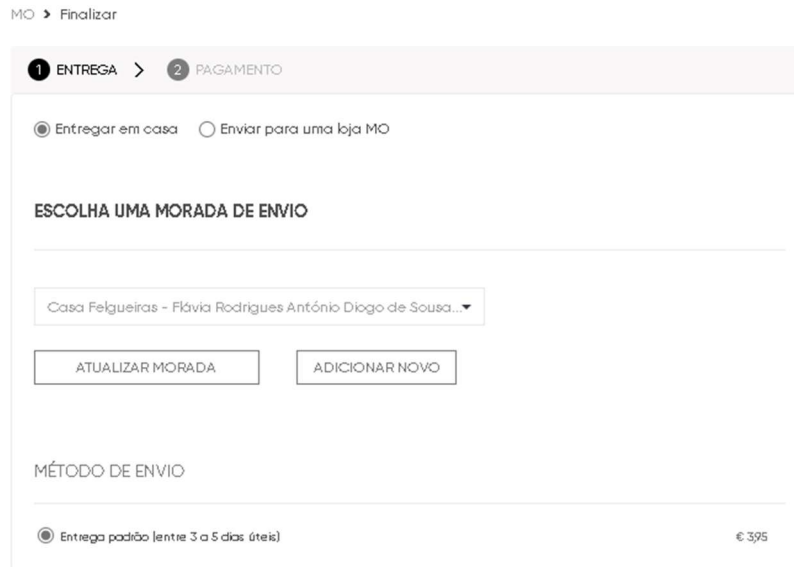 MO > Finalizar
1 ENTREGA > 2 PAGAMENTO
Entregar em casa Enviar para uma loja MO
ESCOLHA UMA MORADA DE ENVIO
Casa Felgueiras - Flávia Rodrigues António Diogo de Sousa...
ATUALIZAR MORADA ADICIONAR NOVO
MÉTODO DE ENVIO
Entrega padrão (entre 3 a 5 dias úteis) € 3,95